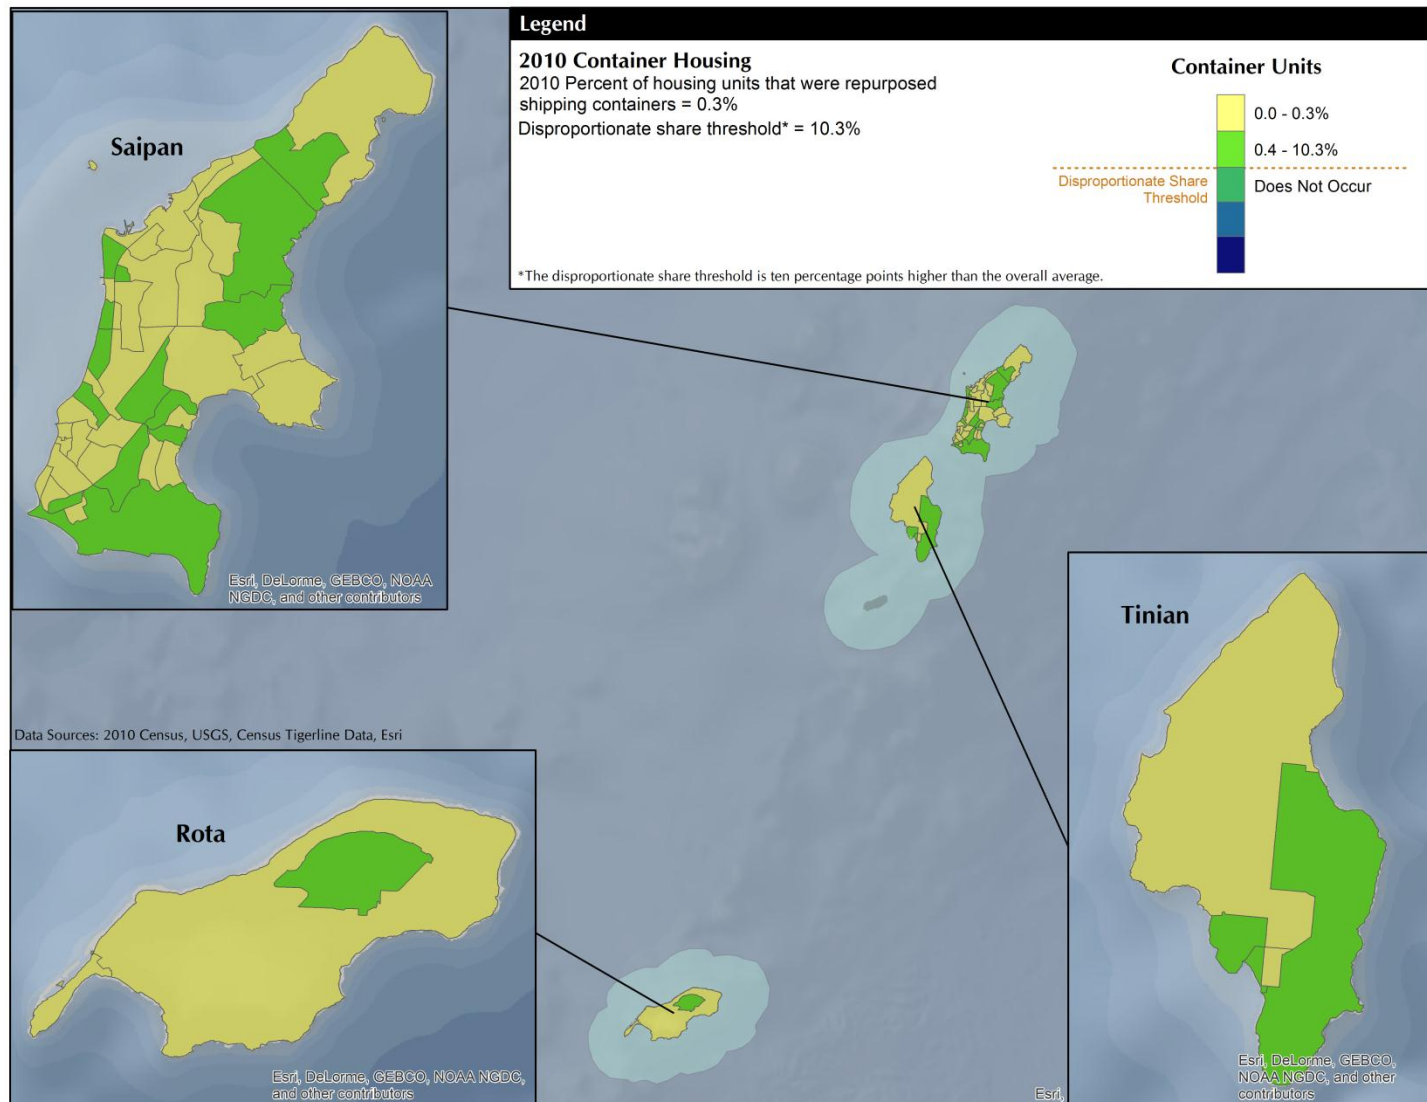 Legend
2010 Container Housing
2010 Percent of housing units that were repurposed
shipping containers = 0.3%
Disproportionate share threshold* = 10.3%
Container Units
0.0 - 0.3%
0.4 - 10.3%
Disproportionate Share
Threshold
Does Not Occur
*The disproportionate share threshold is ten percentage points higher than the overall average.
Saipan
Esri, DeLorme, GEBCO, NOAA
NGDC, and other contributors
Tinian
Esri, DeLorme, GEBCO,
NOAA NGDC, and other
contributors
Data Sources: 2010 Census, USGS, Census Tigerline Data, Esri
Rota
Esri, DeLorme, GEBCO, NOAA NGDC,
and other contributors
Esri,